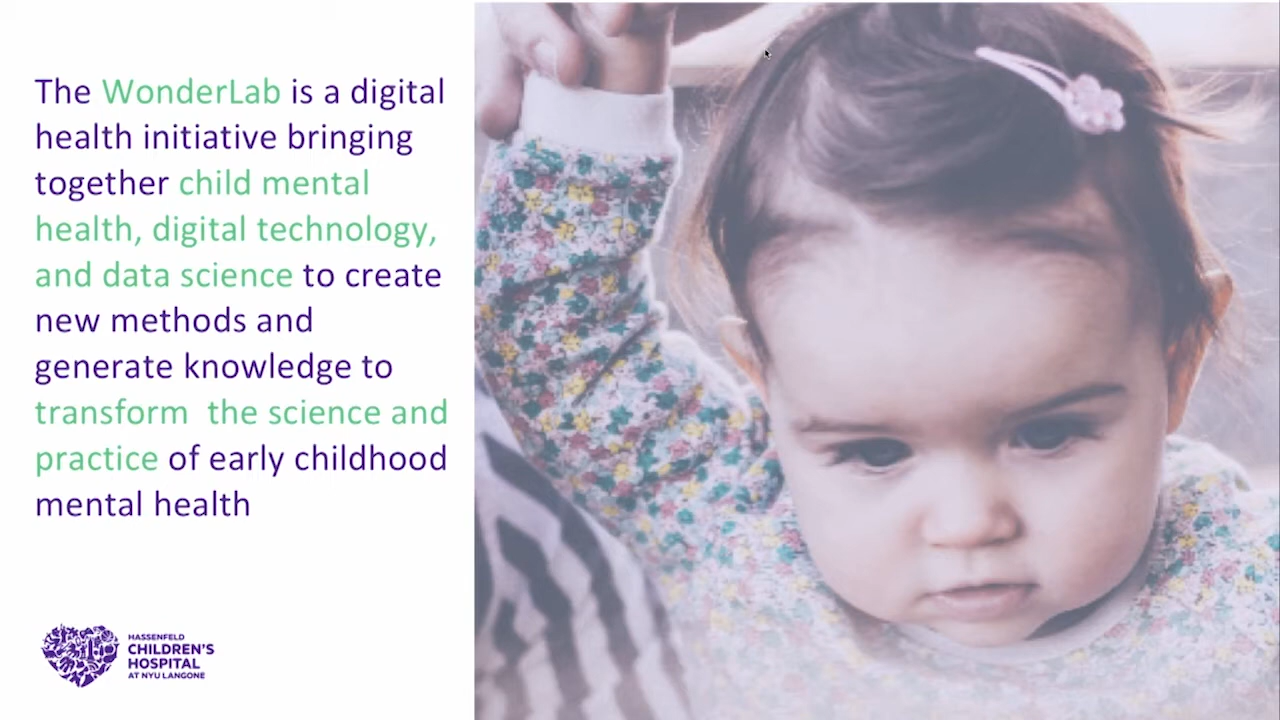 The WonderLab is a digital
health initiative bringing
together child mental
health, digital technology,
and data science to create
new methods and
generate knowledge to
transform  the science and
practice of early childhood
mental health
HASSENFELD
CHILDREN'S
HOSPITAL
AT NYU LANGONE